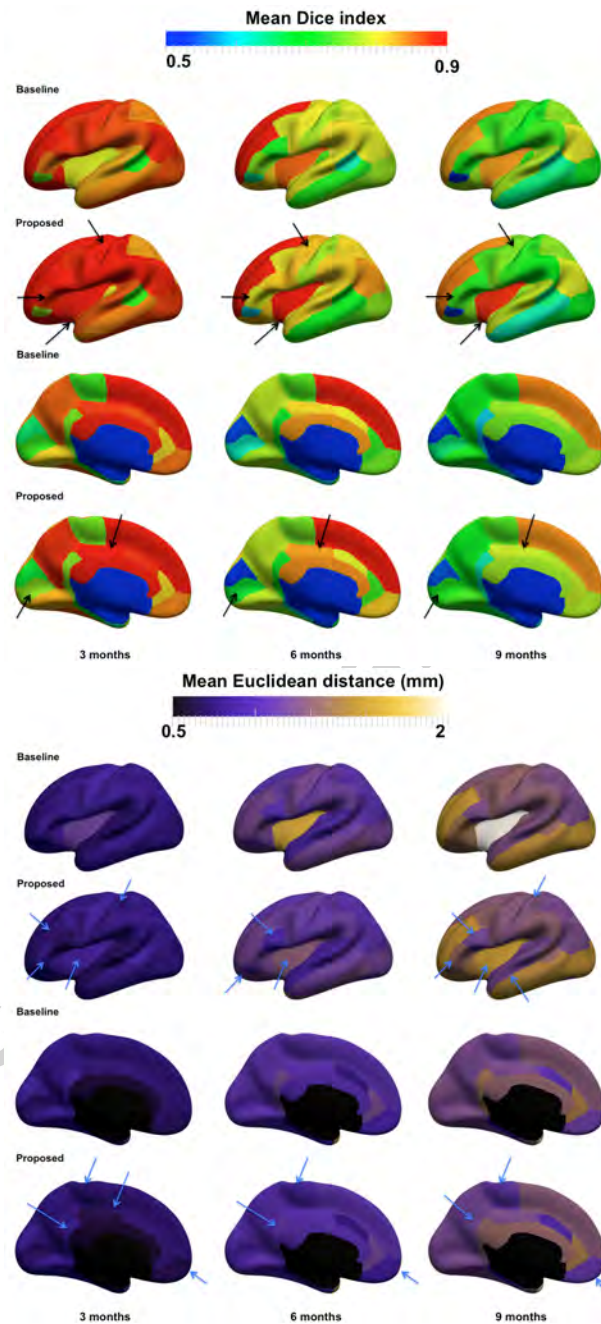 Mean Dice index
0.5 0.9
Baseline
Proposed
Baseline
Proposed
3 months 6 months 9 months
Mean Euclidean distance (mm)
0.5 2
Baseline
Proposed
Baseline
Proposed
3 months 6 months 9 months